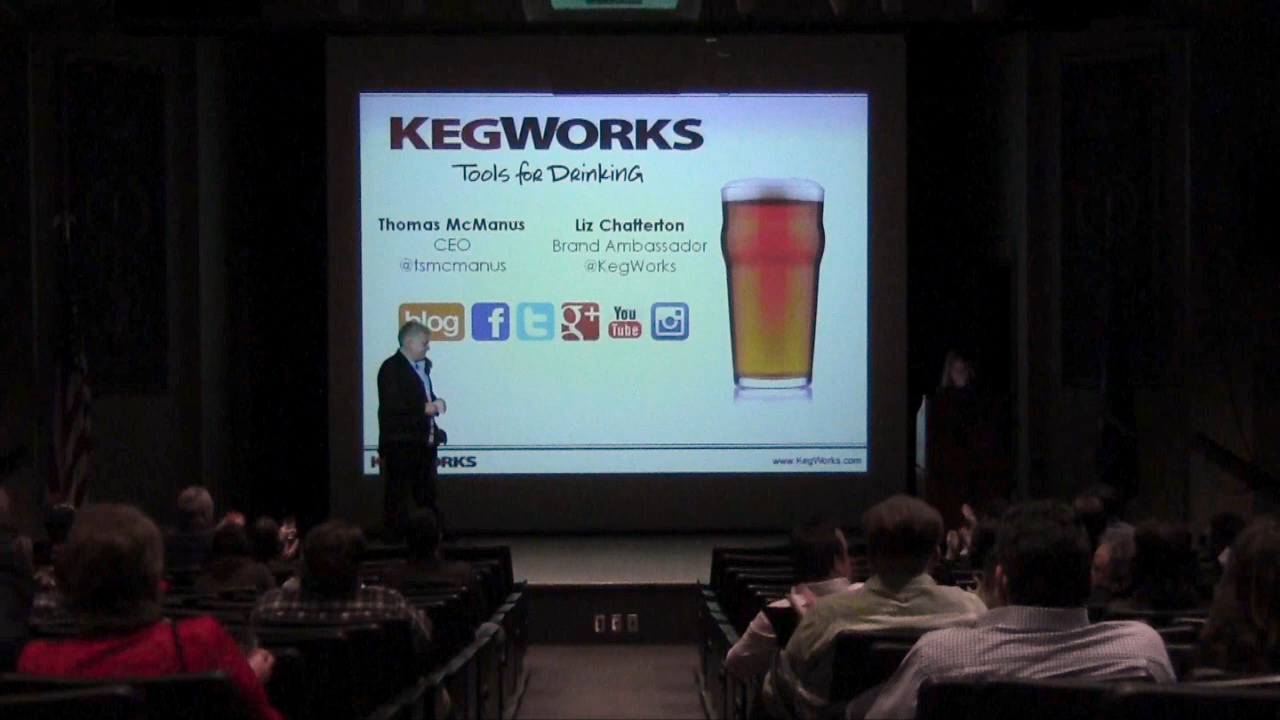 KEGWORKS
Tools for Drinking
Thomas McManus
CEO
@tsmcmanus
Liz Chatterton
Brand Ambassador
@KegWorks
blog
f
t
g+
You
Tube
www.KegWorks.com